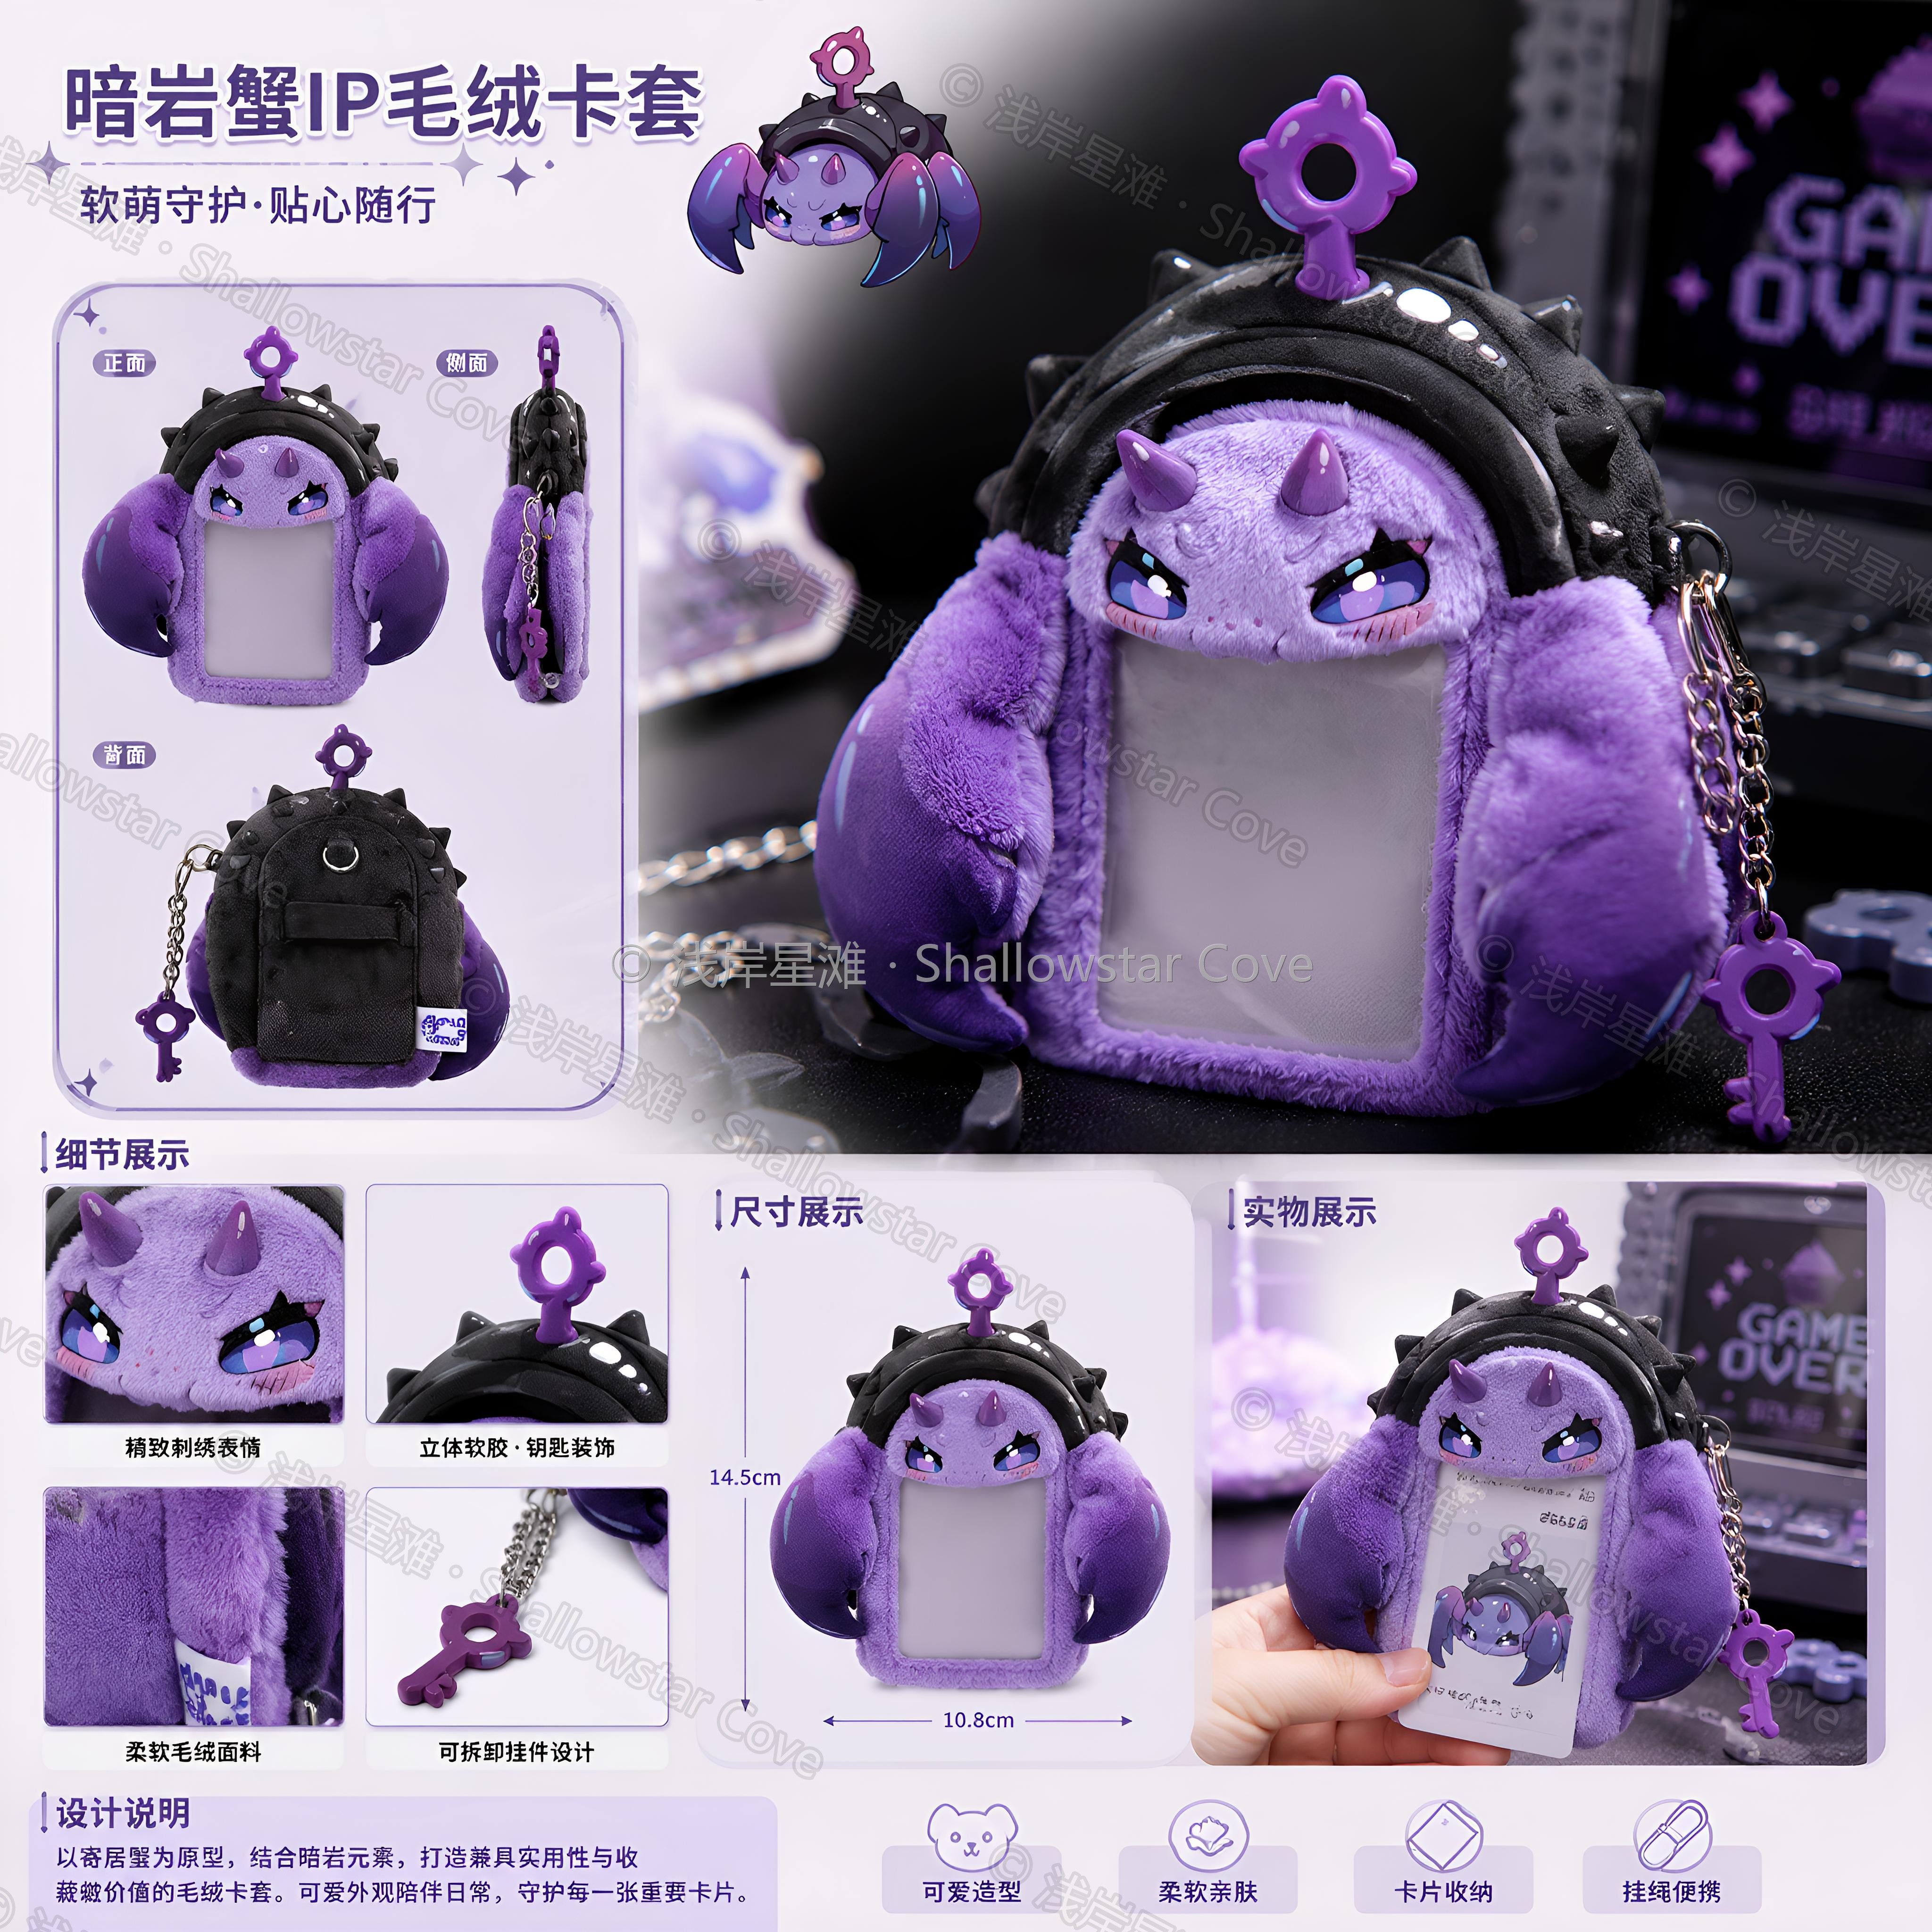 暗岩蟹IP毛绒卡套
软萌守护·贴心随行
正面
侧面
背面
GAME
OVER
© 浅岸星滩 · Shallowstar Cove
细节展示
精致刺绣表情
立体软胶·钥匙装饰
柔软毛绒面料
可拆卸挂件设计
尺寸展示
14.5cm
10.8cm
实物展示
GAME
OVER
设计说明
以寄居蟹为原型，结合暗岩元素，打造兼具实用性与收
价值的毛绒卡套。可爱外观陪伴日常，守护每一张重要卡片。
可爱造型
柔软亲肤
卡片收纳
挂绳便携